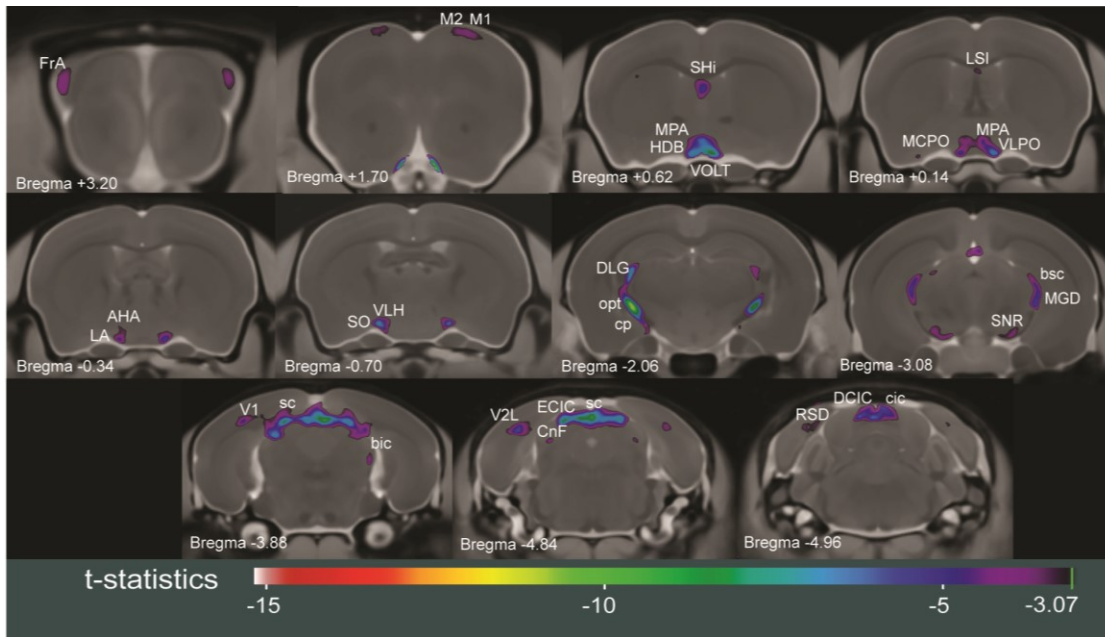 FrA
Bregma +3.20
M2 M1
Bregma +1.70
SHi
MPA
HDB
VOLT
Bregma +0.62
LSI
MCPO MPA
VLPO
Bregma +0.14
AHA
LA
Bregma -0.34
VLH
SO
Bregma -0.70
DLG
opt
cp
Bregma -2.06
bsc
MGD
SNR
Bregma -3.08
V1 sc
bic
Bregma -3.88
V2L ECIC sc
CnF
Bregma -4.84
DCIC cic
RSD
Bregma -4.96
t-statistics
-15 -10 -5 -3.07